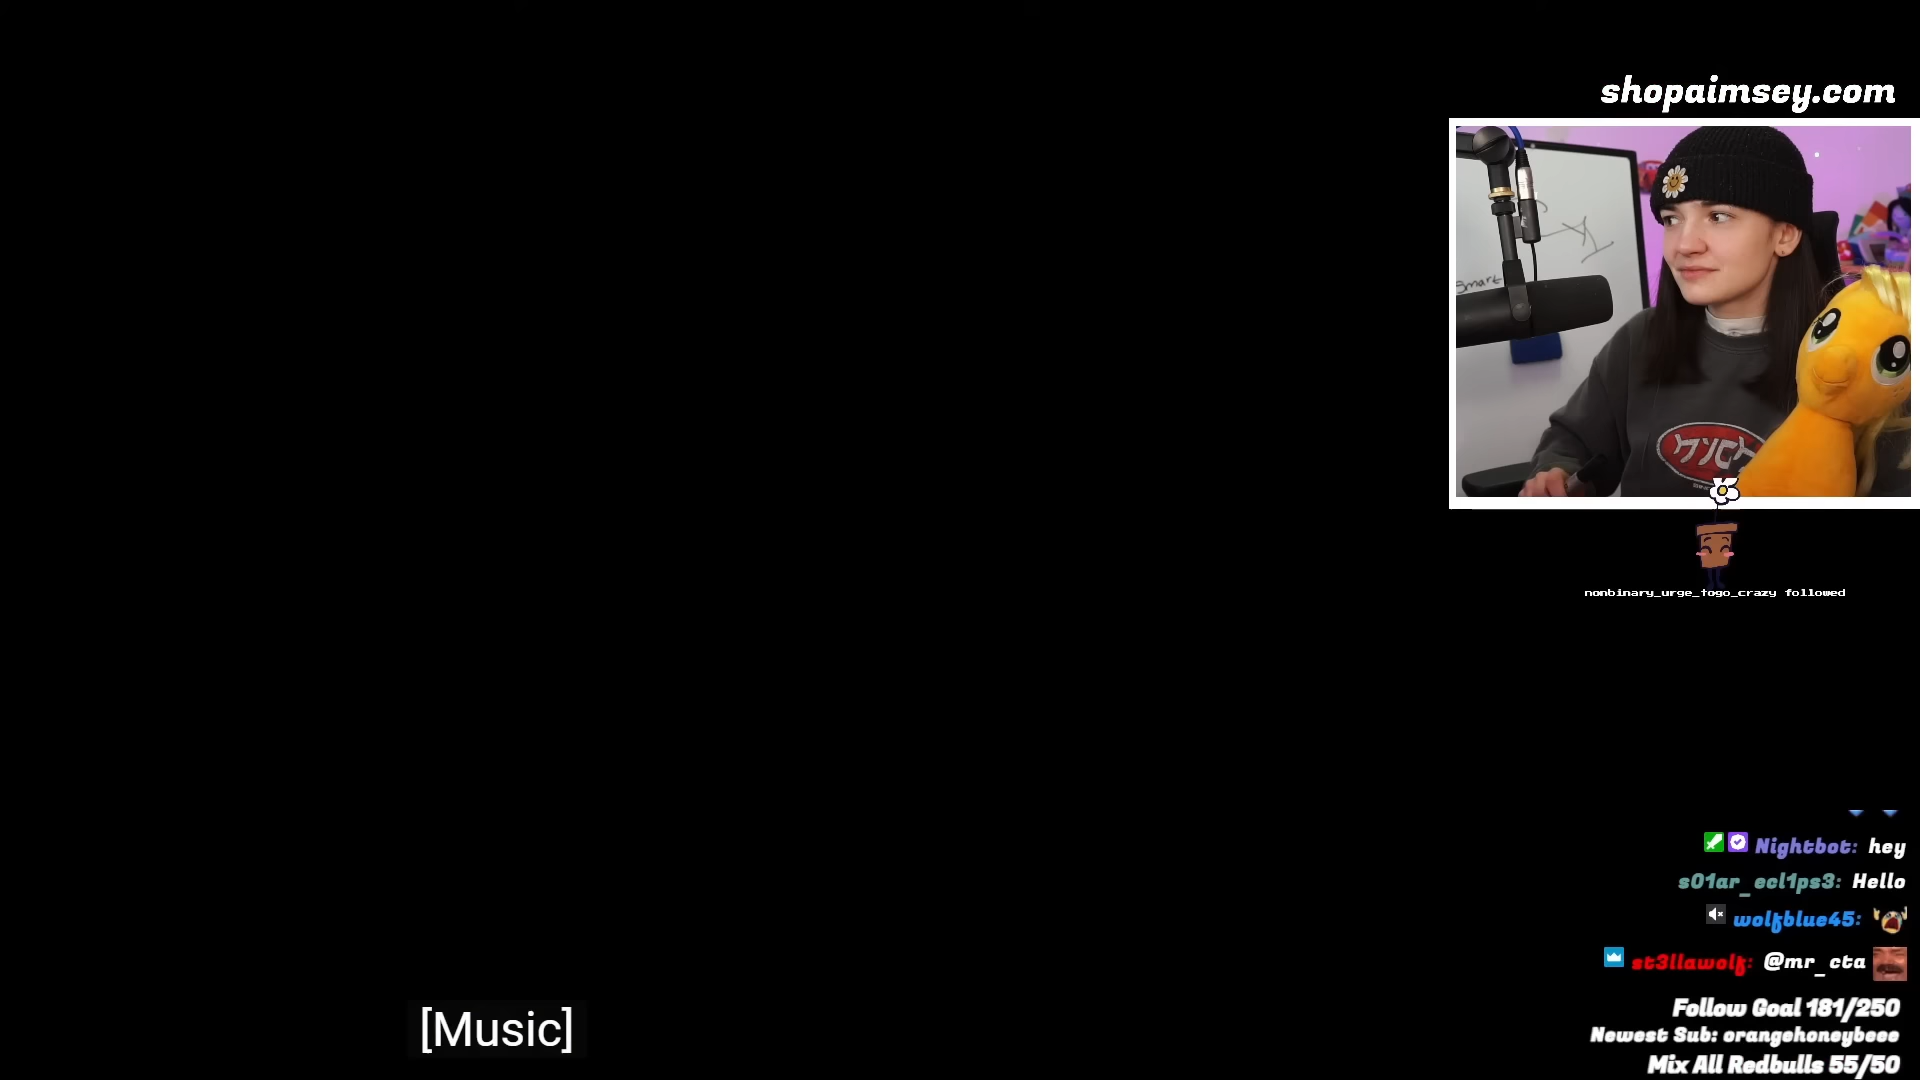 shopaimsey.com
Smart
nonbinary_urge_togo_crazy followed
Nightbot: hey
s01ar_ecl1ps3: Hello
wolfblue45:
st3llawolf: @mr_cta
Follow Goal 181/250
Newest Sub: orangehoneybeee
Mix All Redbulls 55/50
[Music]